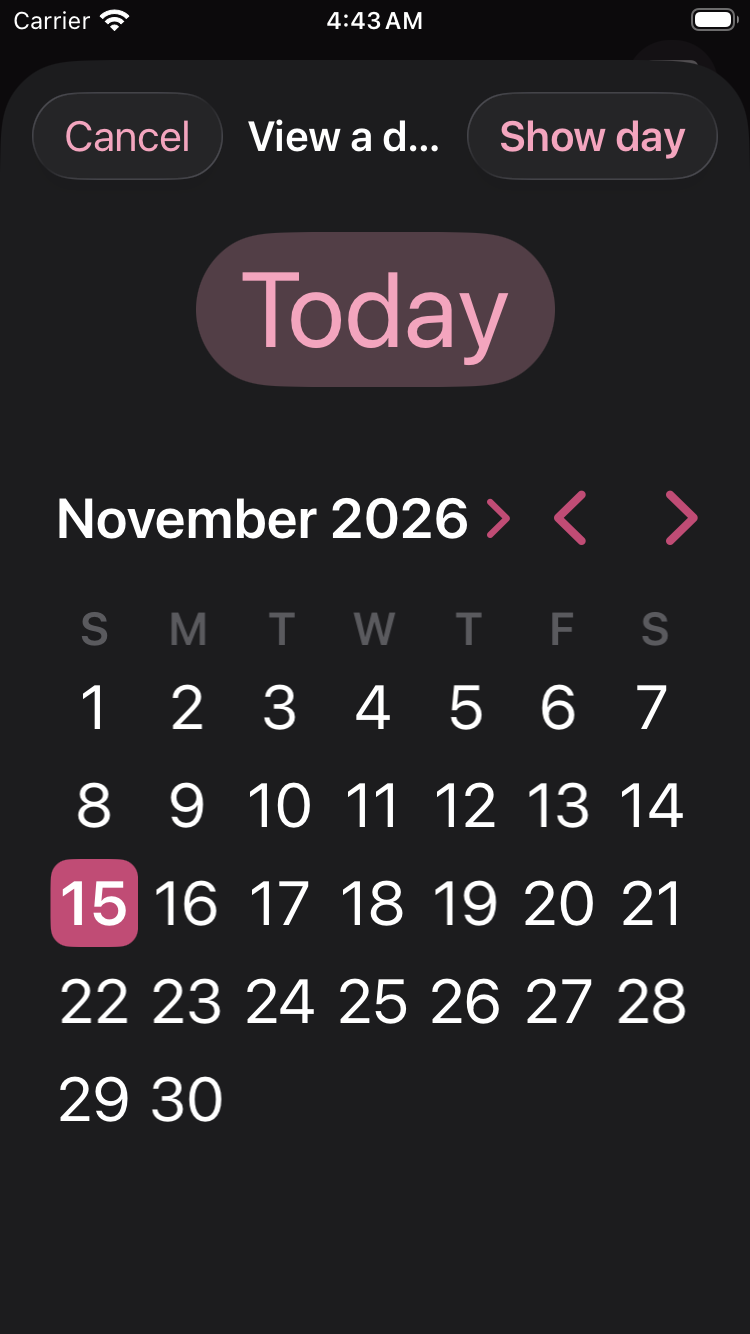 Carrier 4:43 AM
Cancel View a d... Show day
Today
November 2026
S M T W T F S
1 2 3 4 5 6 7
8 9 10 11 12 13 14
15 16 17 18 19 20 21
22 23 24 25 26 27 28
29 30